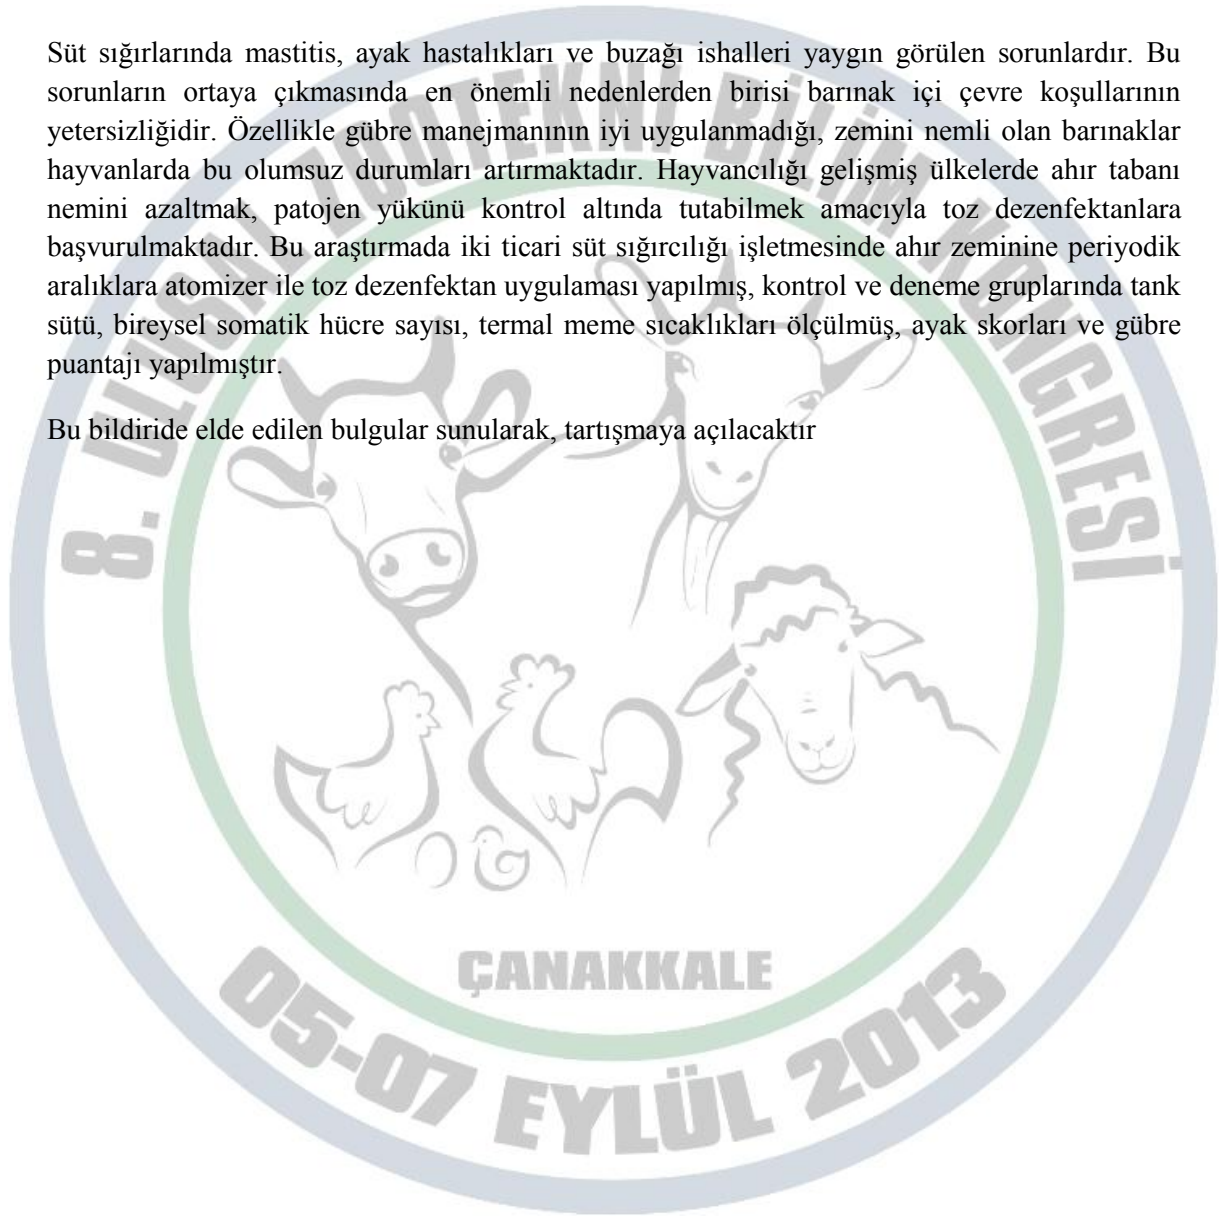 Süt sığırlarında mastitis, ayak hastalıkları ve buzağı ishalleri yaygın görülen sorunlardır. Bu
sorunların ortaya çıkmasında en önemli nedenlerden birisi barınak içi çevre koşullarının
yetersizliğidir. Özellikle gübre manejmanının iyi uygulanmadığı, zemini nemli olan barınaklar
hayvanlarda bu olumsuz durumları artırmaktadır. Hayvancılığı gelişmiş ülkelerde ahır tabanı
nemini azaltmak, patojen yükünü kontrol altında tutabilmek amacıyla toz dezenfektanlara
başvurulmaktadır. Bu araştırmada iki ticari süt sığırcılığı işletmesinde ahır zeminine periyodik
aralıklara atomizer ile toz dezenfektan uygulaması yapılmış, kontrol ve deneme gruplarında tank
sütü, bireysel somatik hücre sayısı, termal meme sıcaklıkları ölçülmüş, ayak skorları ve gübre
puantajı yapılmıştır.
Bu bildiride elde edilen bulgular sunularak, tartışmaya açılacaktır
8. ULUSAL ZOOTEKNİ BİLİM KONGRESİ
ÇANAKKALE
05-07 EYLÜL 2013